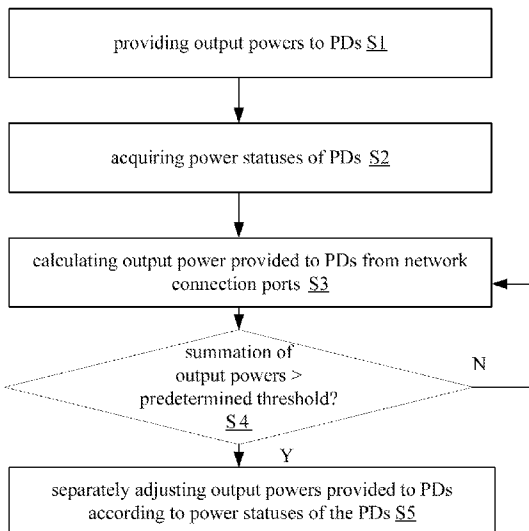 providing output powers to PDs S1
acquiring power statuses of PDs S2
calculating output power provided to PDs from network
connection ports S3
summation of
output powers >
predetermined threshold?
S4
N
Y
separately adjusting output powers provided to PDs
according to power statuses of the PDs S5